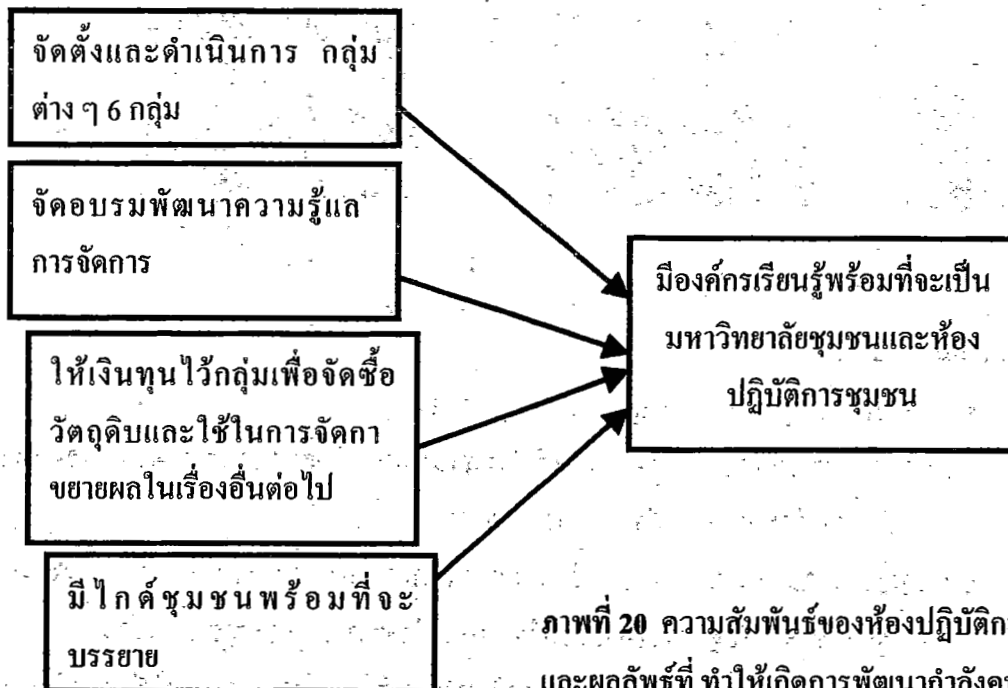 จัดตั้งและดำเนินการ กลุ่ม
ต่าง ๆ 6 กลุ่ม
จัดอบรมพัฒนาความรู้แล
การจัดการ
ให้เงินทุนไว้กลุ่มเพื่อจัดซื้อ
วัตถุดิบและใช้ในการจัดกา
ขยายผลในเรื่องอื่นต่อไป
มีไกด์ชุมชนพร้อมที่จะ
บรรยาย
มีองค์กรเรียนรู้พร้อมที่จะเป็น
มหาวิทยาลัยชุมชนและห้อง
ปฏิบัติการชุมชน
ภาพที่ 20 ความสัมพันธ์ของห้องปฏิบัติก
และผลลัพธ์ที่ ทำให้เกิดการพัฒนากำลังค